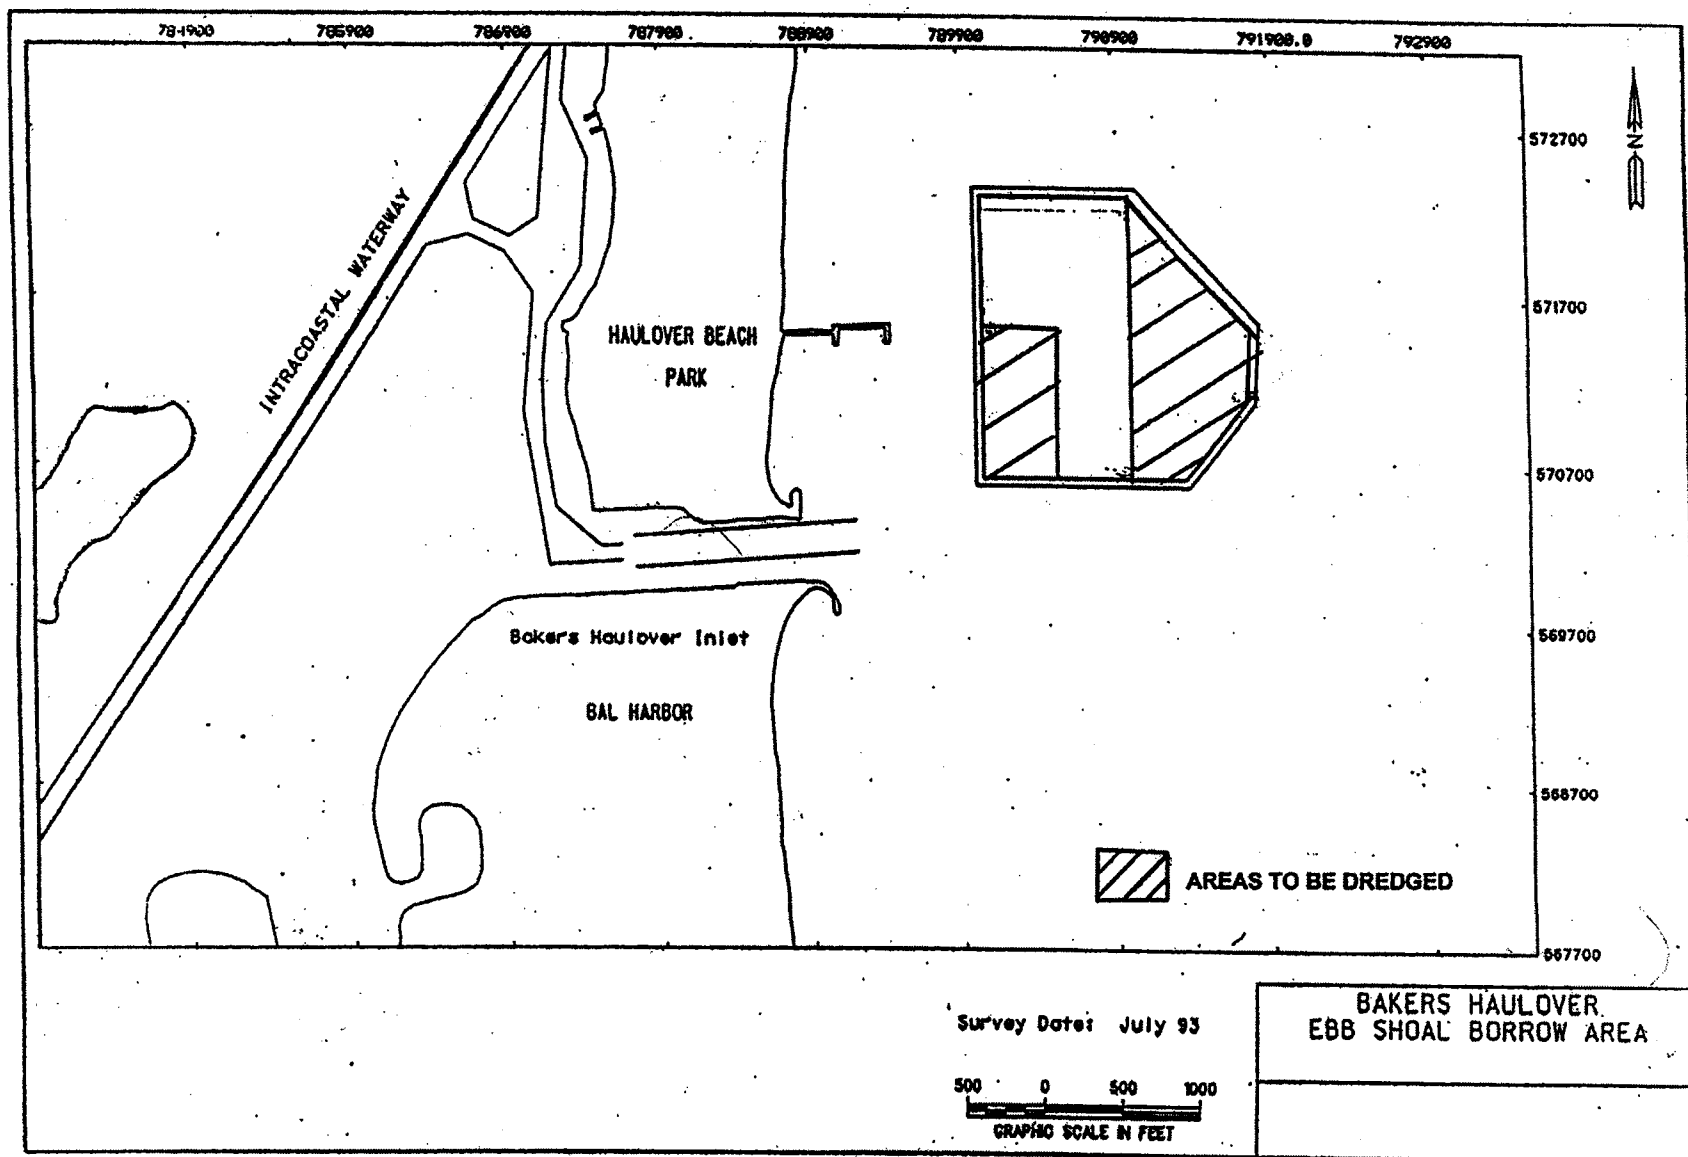 784900 785900 786900 787900 788900 789900 790900 791900.0 792900
572700
N
INTRACOASTAL WATERWAY
571700
HAULOVER BEACH
PARK
570700
569700
Bakers Haulover Inlet
BAL HARBOR
568700
AREAS TO BE DREDGED
567700
BAKERS HAULOVER
EBB SHOAL BORROW AREA
Survey Date: July 93
500 0 500 1000
GRAPHIC SCALE IN FEET